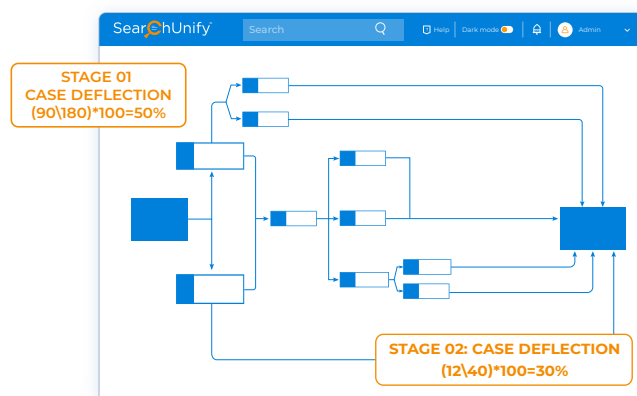 SearchUnify
Search
Help
Dark mode
Admin
STAGE 01
CASE DEFLECTION
(90\180)*100=50%
STAGE 02: CASE DEFLECTION
(12\40)*100=30%